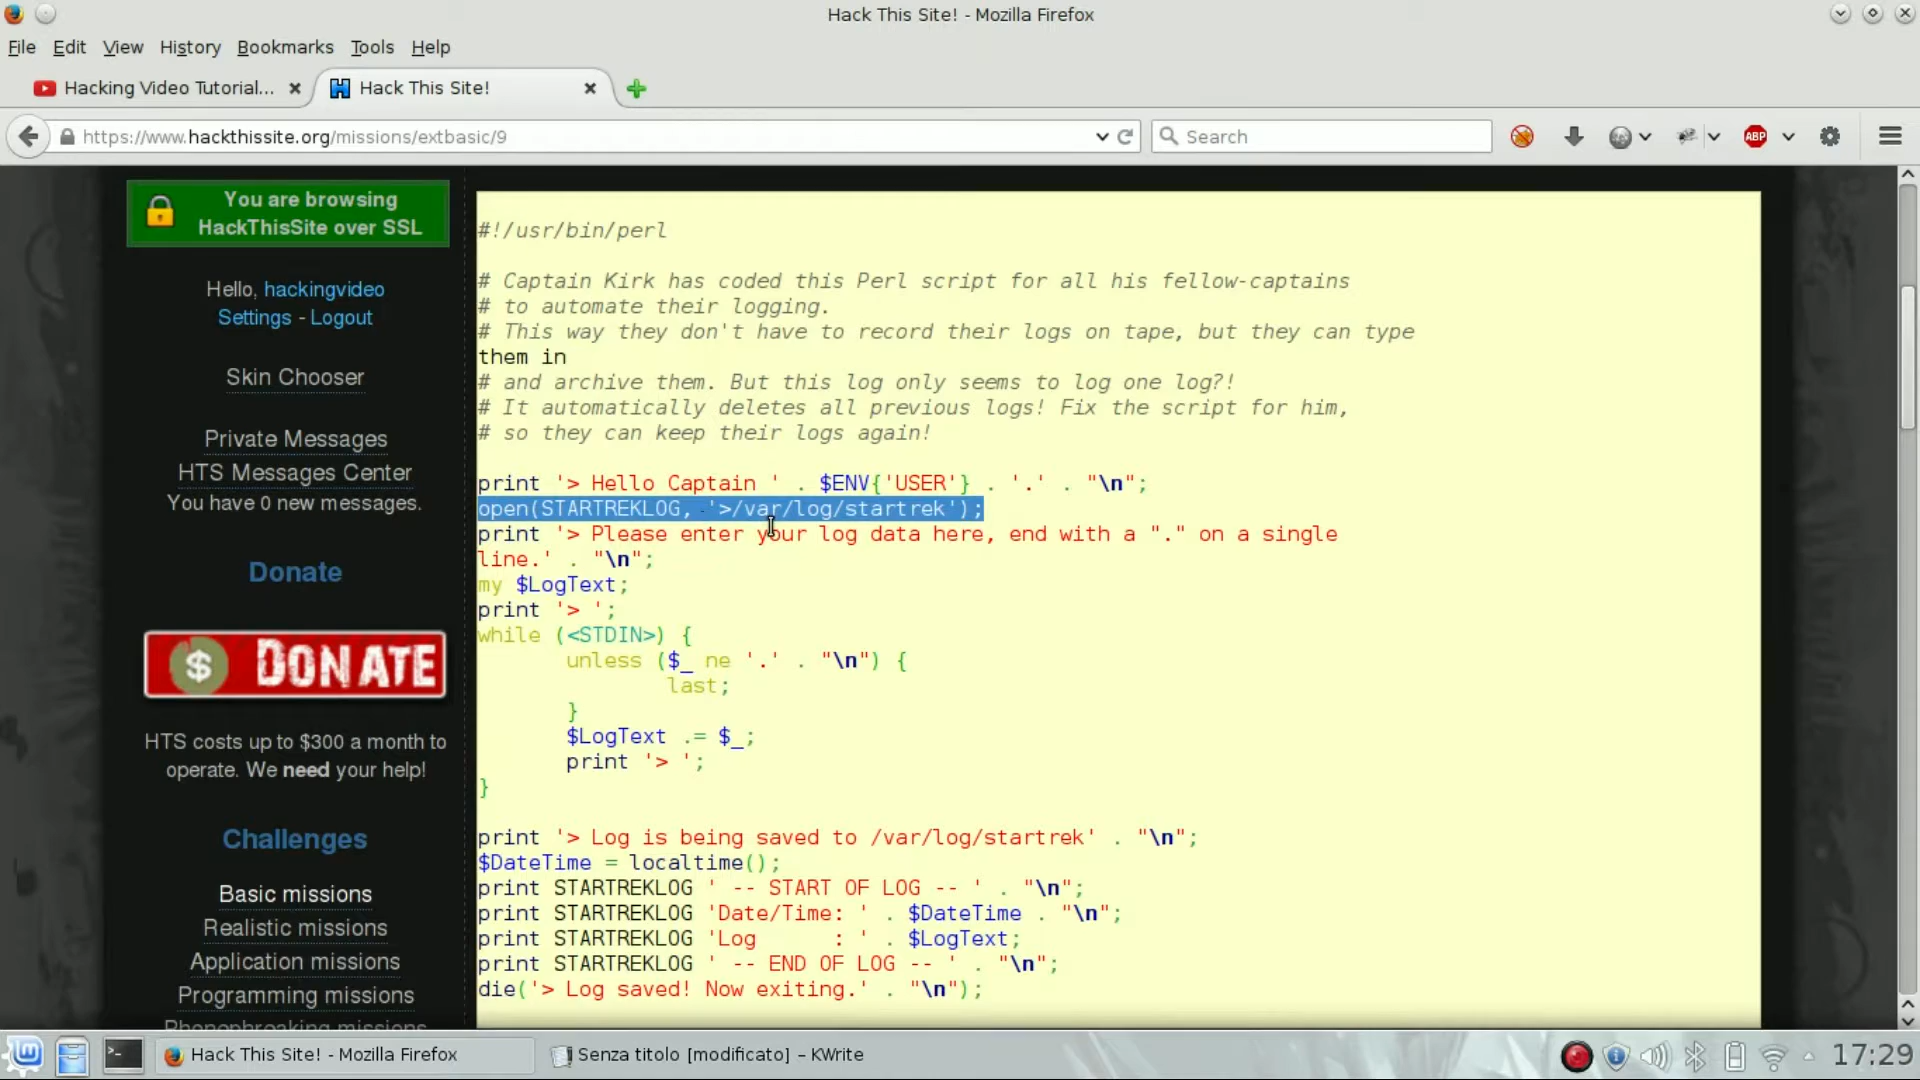 Hack This Site! - Mozilla Firefox
File Edit View History Bookmarks Tools Help
Hacking Video Tutorial... Hack This Site!
https://www.hackthissite.org/missions/extbasic/9 Search ABP
You are browsing
HackThisSite over SSL
Hello, hackingvideo
Settings - Logout
Skin Chooser
Private Messages
HTS Messages Center
You have 0 new messages.
Donate
$ DONATE
HTS costs up to $300 a month to
operate. We need your help!
Challenges
Basic missions
Realistic missions
Application missions
Programming missions
Phonephreaking missions
#!/usr/bin/perl
# Captain Kirk has coded this Perl script for all his fellow-captains
# to automate their logging.
# This way they don't have to record their logs on tape, but they can type
them in
# and archive them. But this log only seems to log one log?!
# It automatically deletes all previous logs! Fix the script for him,
# so they can keep their logs again!
print '> Hello Captain ' . $ENV{'USER'} . '.' . "\n";
open(STARTREKLOG, '>/var/log/startrek');
print '> Please enter your log data here, end with a "." on a single
line.' . "\n";
my $LogText;
print '> ';
while (<STDIN>) {
unless ($_ ne '.' . "\n") {
last;
}
$LogText .= $_;
print '> ';
}
print '> Log is being saved to /var/log/startrek' . "\n";
$DateTime = localtime();
print STARTREKLOG ' -- START OF LOG -- ' . "\n";
print STARTREKLOG 'Date/Time: ' . $DateTime . "\n";
print STARTREKLOG 'Log      : ' . $LogText;
print STARTREKLOG ' -- END OF LOG -- ' . "\n";
die('> Log saved! Now exiting.' . "\n");
Hack This Site! - Mozilla Firefox Senza titolo [modificato] – KWrite 17:29